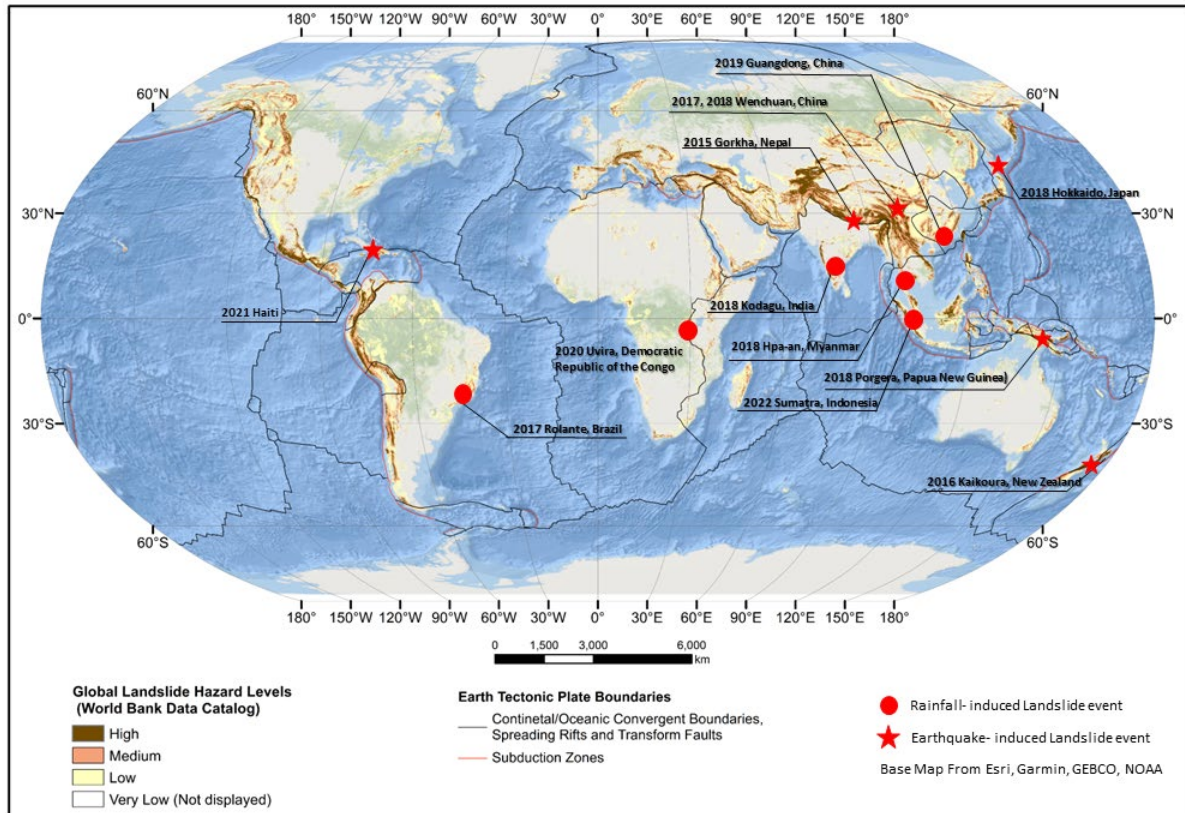 180° 150°W 120°W 90°W 60°W 30°W 0° 30°E 60°E 90°E 120°E 150°E 180°
2019 Guangdong, China
60°N
2017, 2018 Wenchuan, China
60°N
2015 Gorkha, Nepal
2018 Hokkaido, Japan
30°N
30°N
2021 Haiti
2018 Kodagu, India
0°
0°
2018 Hpa-an, Myanmar
2020 Uvira, Democratic
Republic of the Congo
2018 Porgera, Papua New Guinea)
2022 Sumatra, Indonesia
30°S
2017 Rolante, Brazil
30°S
2016 Kaikoura, New Zealand
60°S
60°S
180° 150°W 120°W 90°W 60°W 30°W 0° 30°E 60°E 90°E 120°E 150°E 180°
0 1,500 3,000 6,000
km
Global Landslide Hazard Levels
(World Bank Data Catalog)
High
Medium
Low
Very Low (Not displayed)
Earth Tectonic Plate Boundaries
Continetal/Oceanic Convergent Boundaries,
Spreading Rifts and Transform Faults
Subduction Zones
Rainfall- induced Landslide event
Earthquake- induced Landslide event
Base Map From Esri, Garmin, GEBCO, NOAA